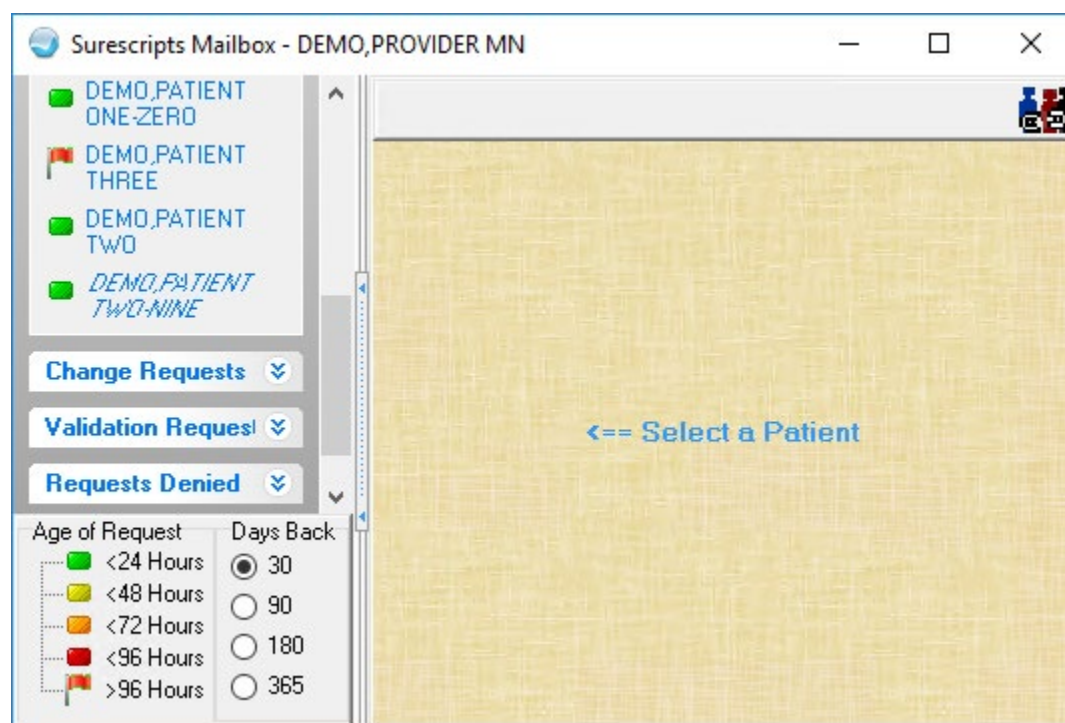 Surescripts Mailbox - DEMO,PROVIDER MN
DEMO,PATIENT
ONE-ZERO
DEMO,PATIENT
THREE
DEMO,PATIENT
TWO
DEMO,PATIENT
TWO-NINE
Change Requests
Validation Reques
Requests Denied
<== Select a Patient
Age of Request
<24 Hours
<48 Hours
<72 Hours
<96 Hours
>96 Hours
Days Back
30
90
180
365